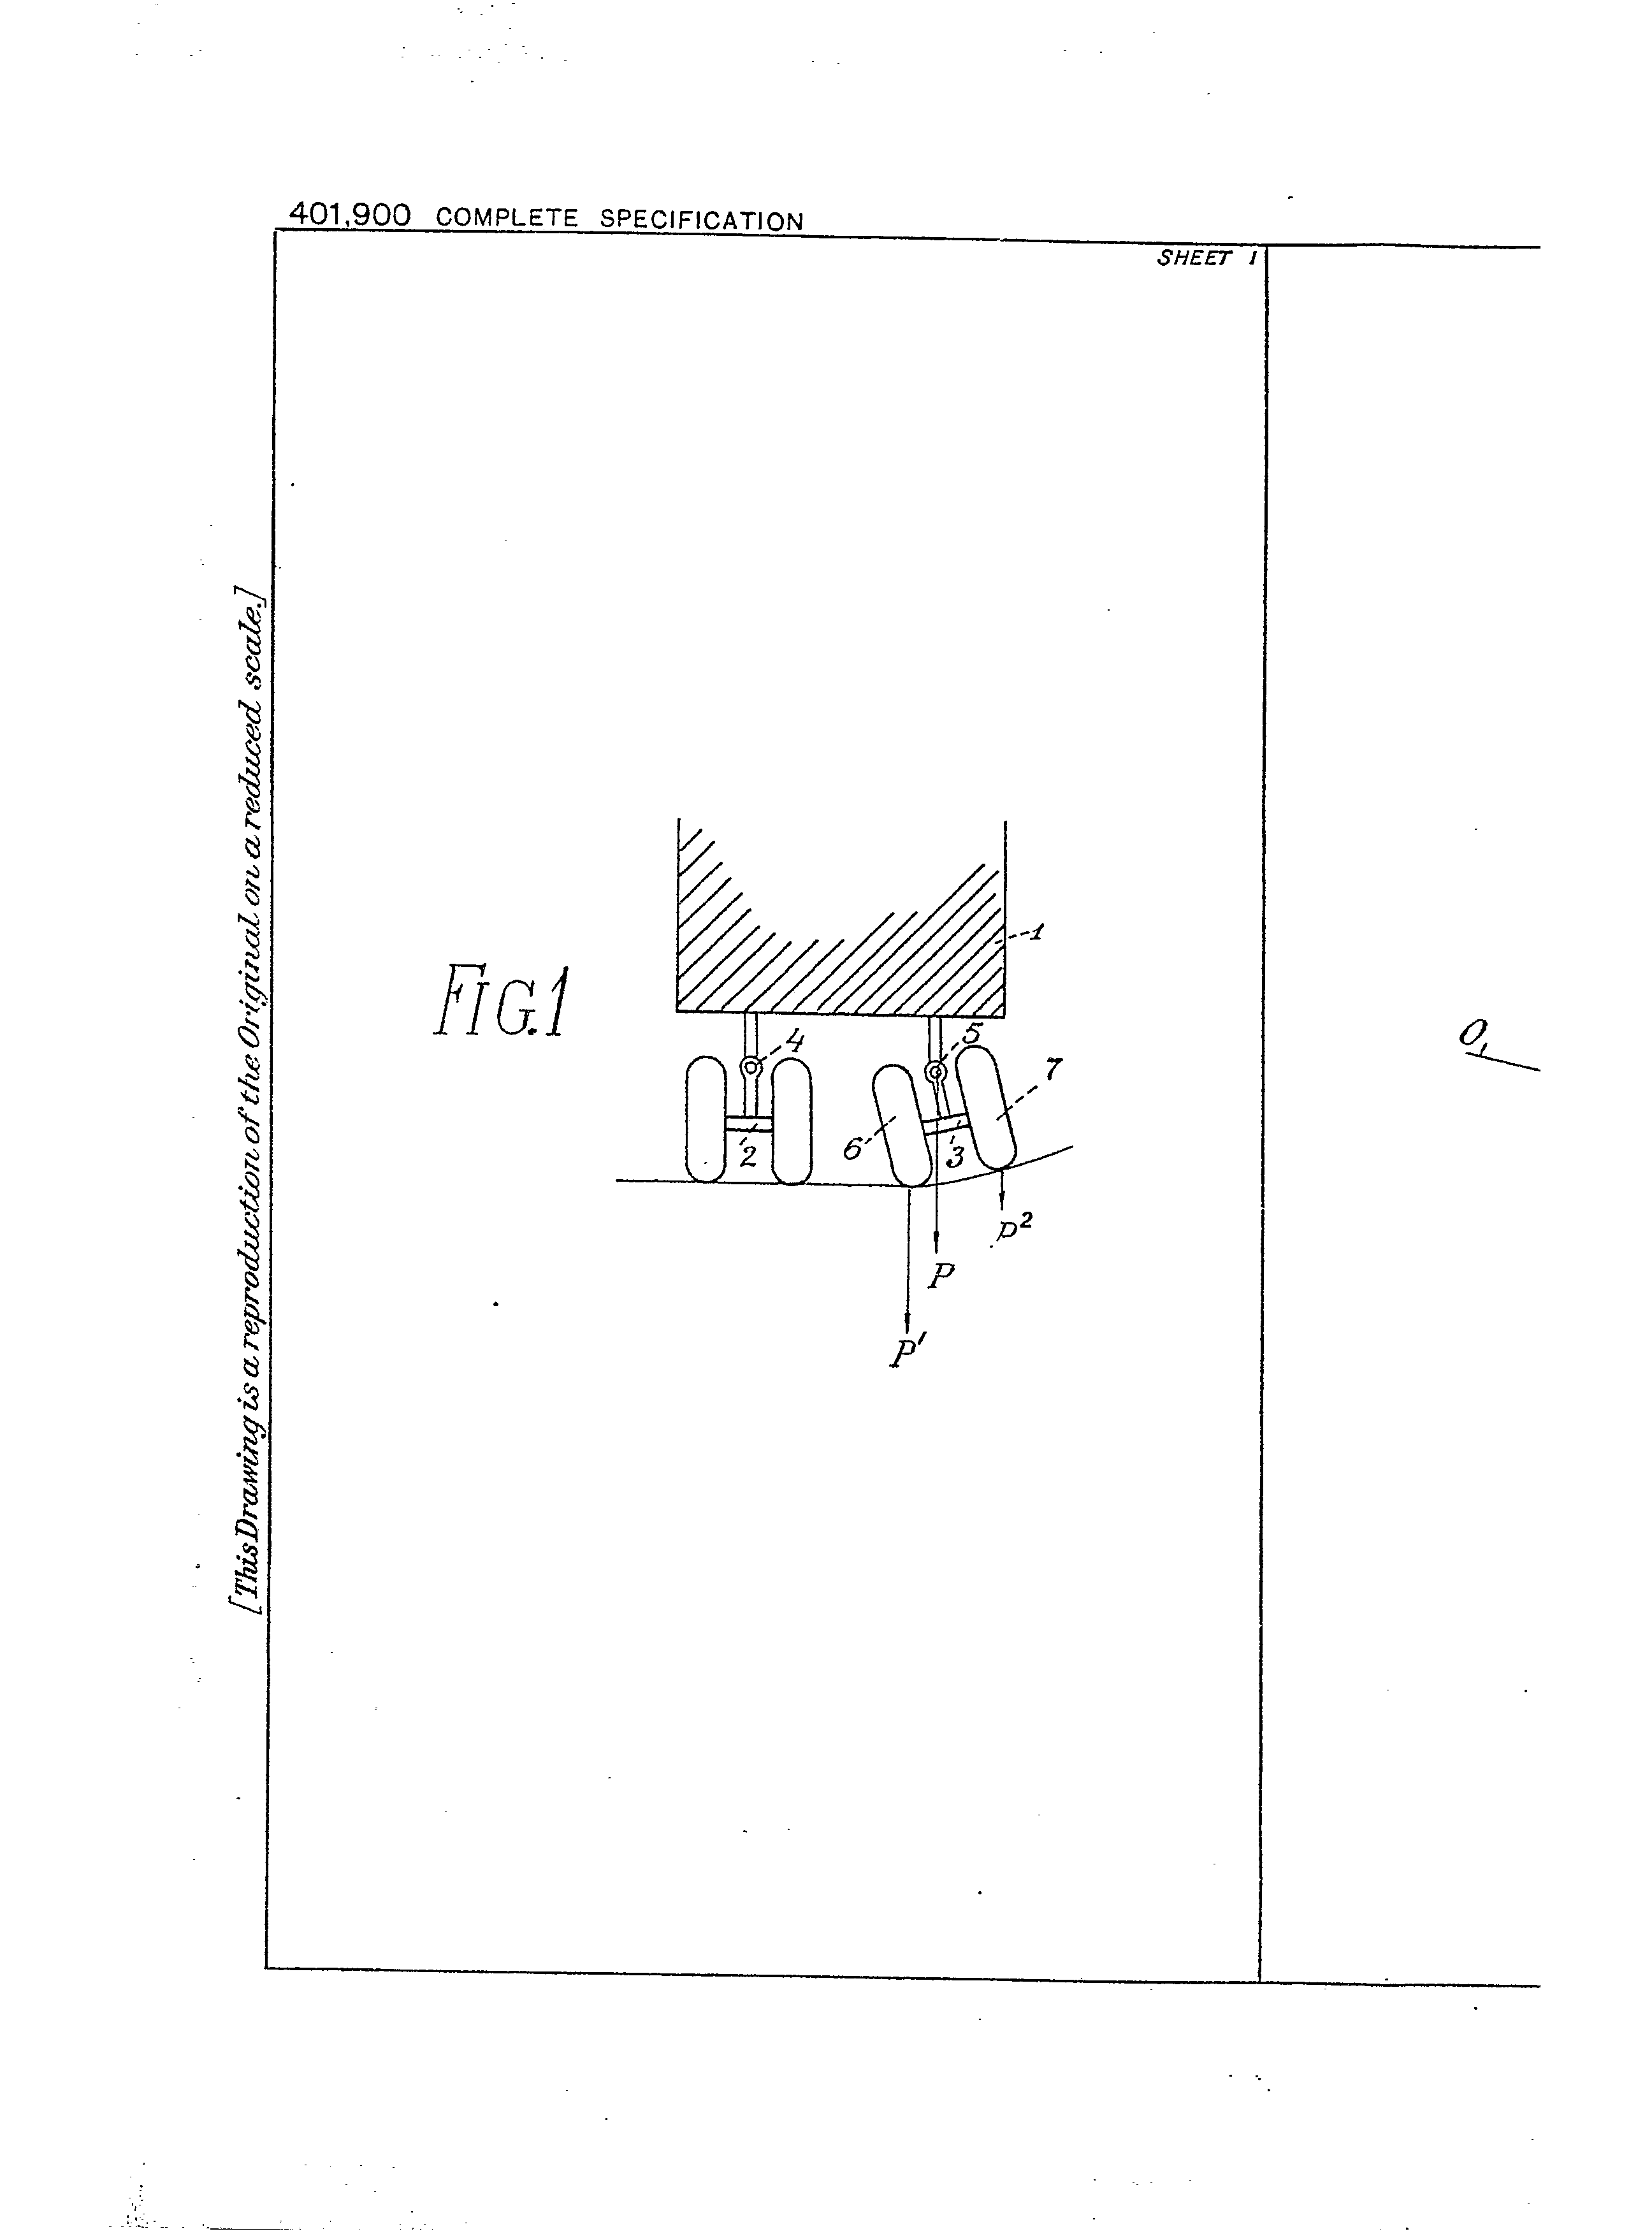 401,900 COMPLETE SPECIFICATION
SHEET 1
[This Drawing is a reproduction of the Original on a reduced scale.]
FIG.1
1
4
5
7
6
2
3
P²
P
P'
O,